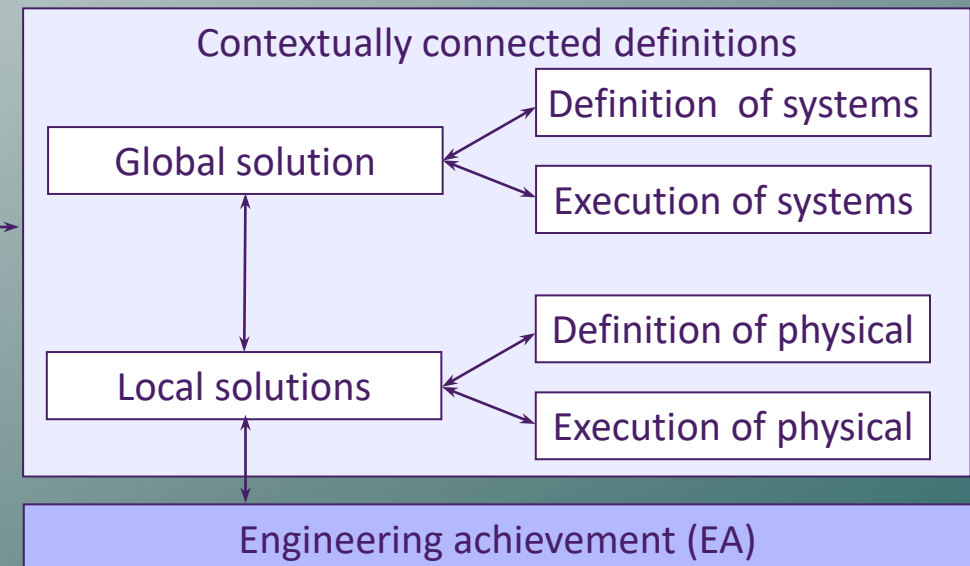 Contextually connected definitions
Definition of systems
Global solution
Execution of systems
Definition of physical
Local solutions
Execution of physical
Engineering achievement (EA)